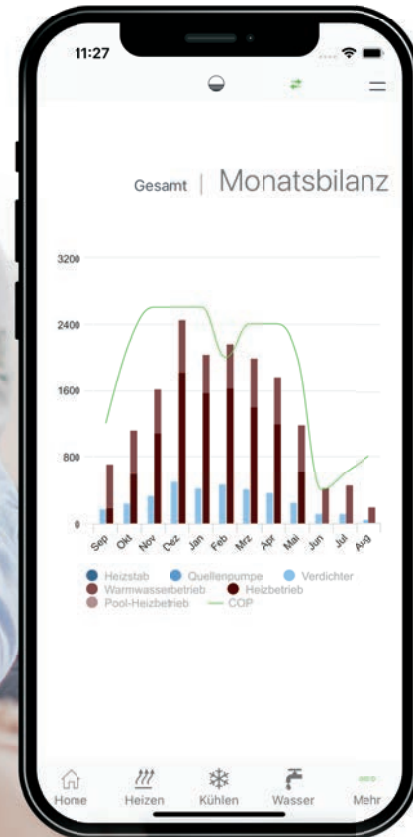 11:27
Gesamt | Monatsbilanz
3200
2400
1600
800
0
Sep Okt Nov Dez Jan Feb Mrz Apr Mai Jun Jul Aug
Heizstab Quellenpumpe Verdichter
Warmwasserbetrieb Heizbetrieb
Pool-Heizbetrieb COP
Home Heizen Kühlen Wasser Mehr